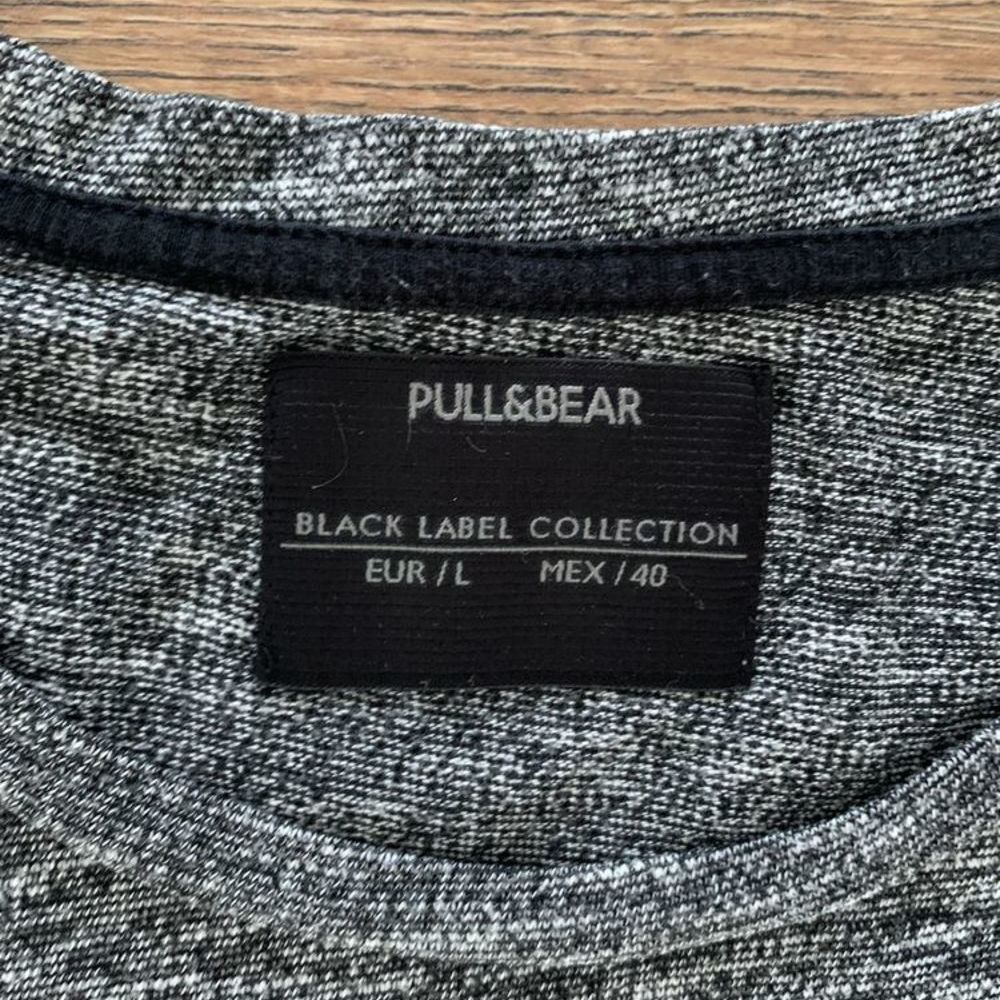 PULL&BEAR
BLACK LABEL COLLECTION
EUR / L MEX / 40